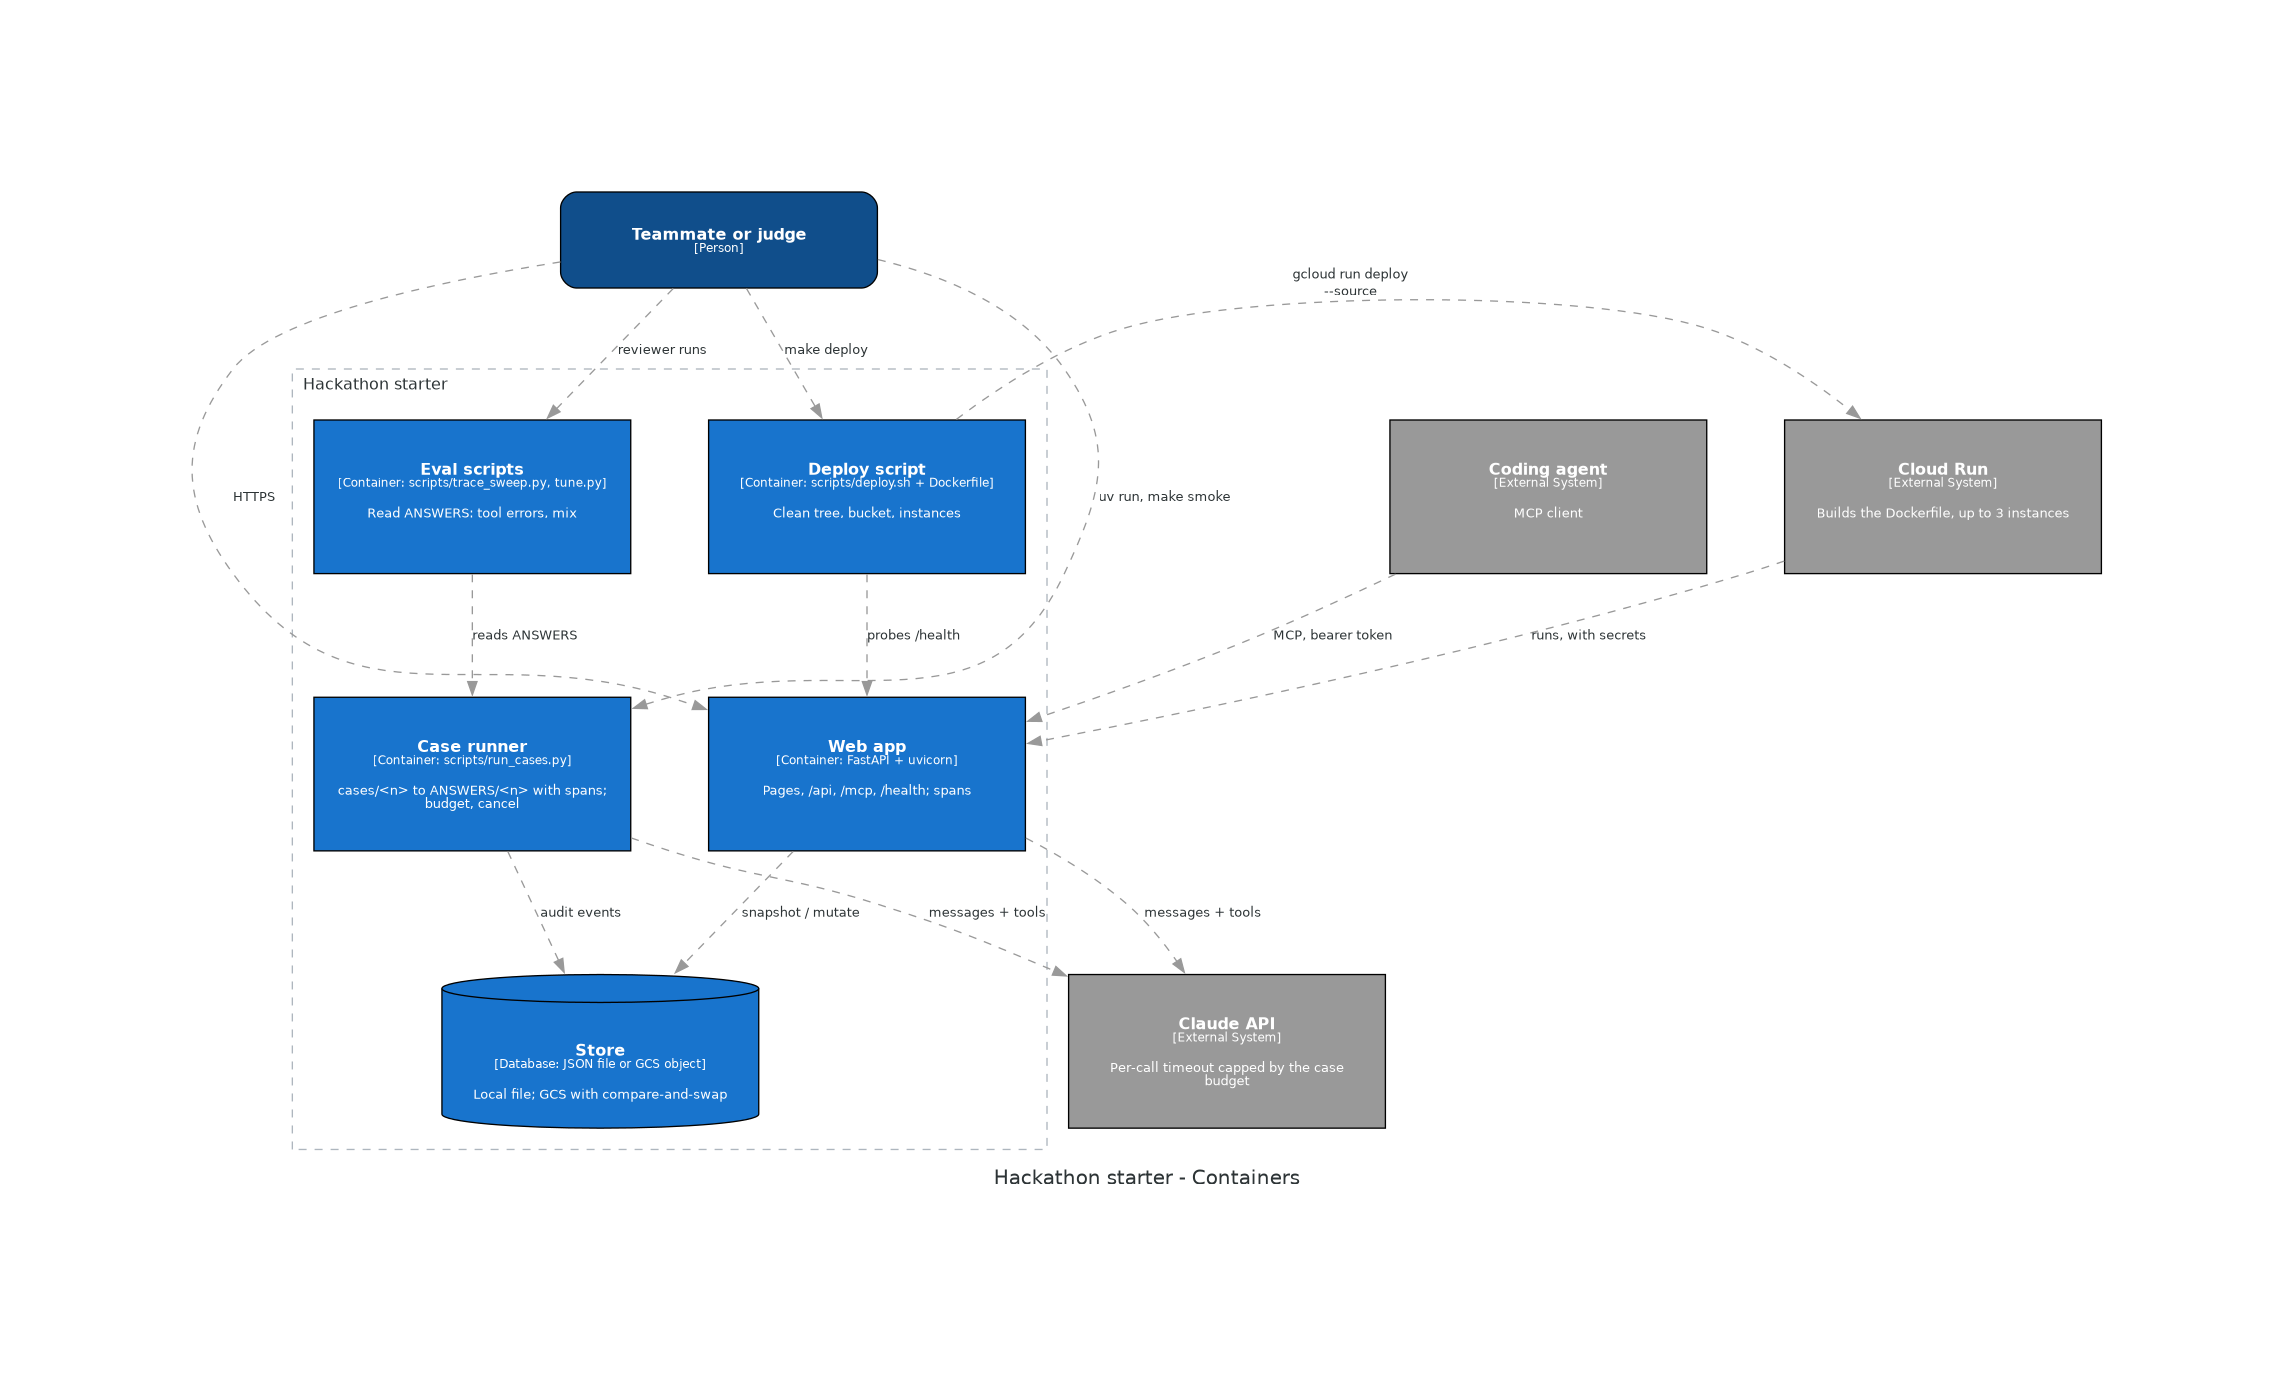 Teammate or judge
[Person]
gcloud run deploy
--source
reviewer runs
make deploy
Hackathon starter
Eval scripts
[Container: scripts/trace_sweep.py, tune.py]
Read ANSWERS: tool errors, mix
Deploy script
[Container: scripts/deploy.sh + Dockerfile]
Clean tree, bucket, instances
Coding agent
[External System]
MCP client
Cloud Run
[External System]
Builds the Dockerfile, up to 3 instances
HTTPS
uv run, make smoke
reads ANSWERS
probes /health
MCP, bearer token
runs, with secrets
Case runner
[Container: scripts/run_cases.py]
cases/<n> to ANSWERS/<n> with spans;
budget, cancel
Web app
[Container: FastAPI + uvicorn]
Pages, /api, /mcp, /health; spans
audit events
snapshot / mutate
messages + tools
messages + tools
Store
[Database: JSON file or GCS object]
Local file; GCS with compare-and-swap
Claude API
[External System]
Per-call timeout capped by the case
budget
Hackathon starter - Containers